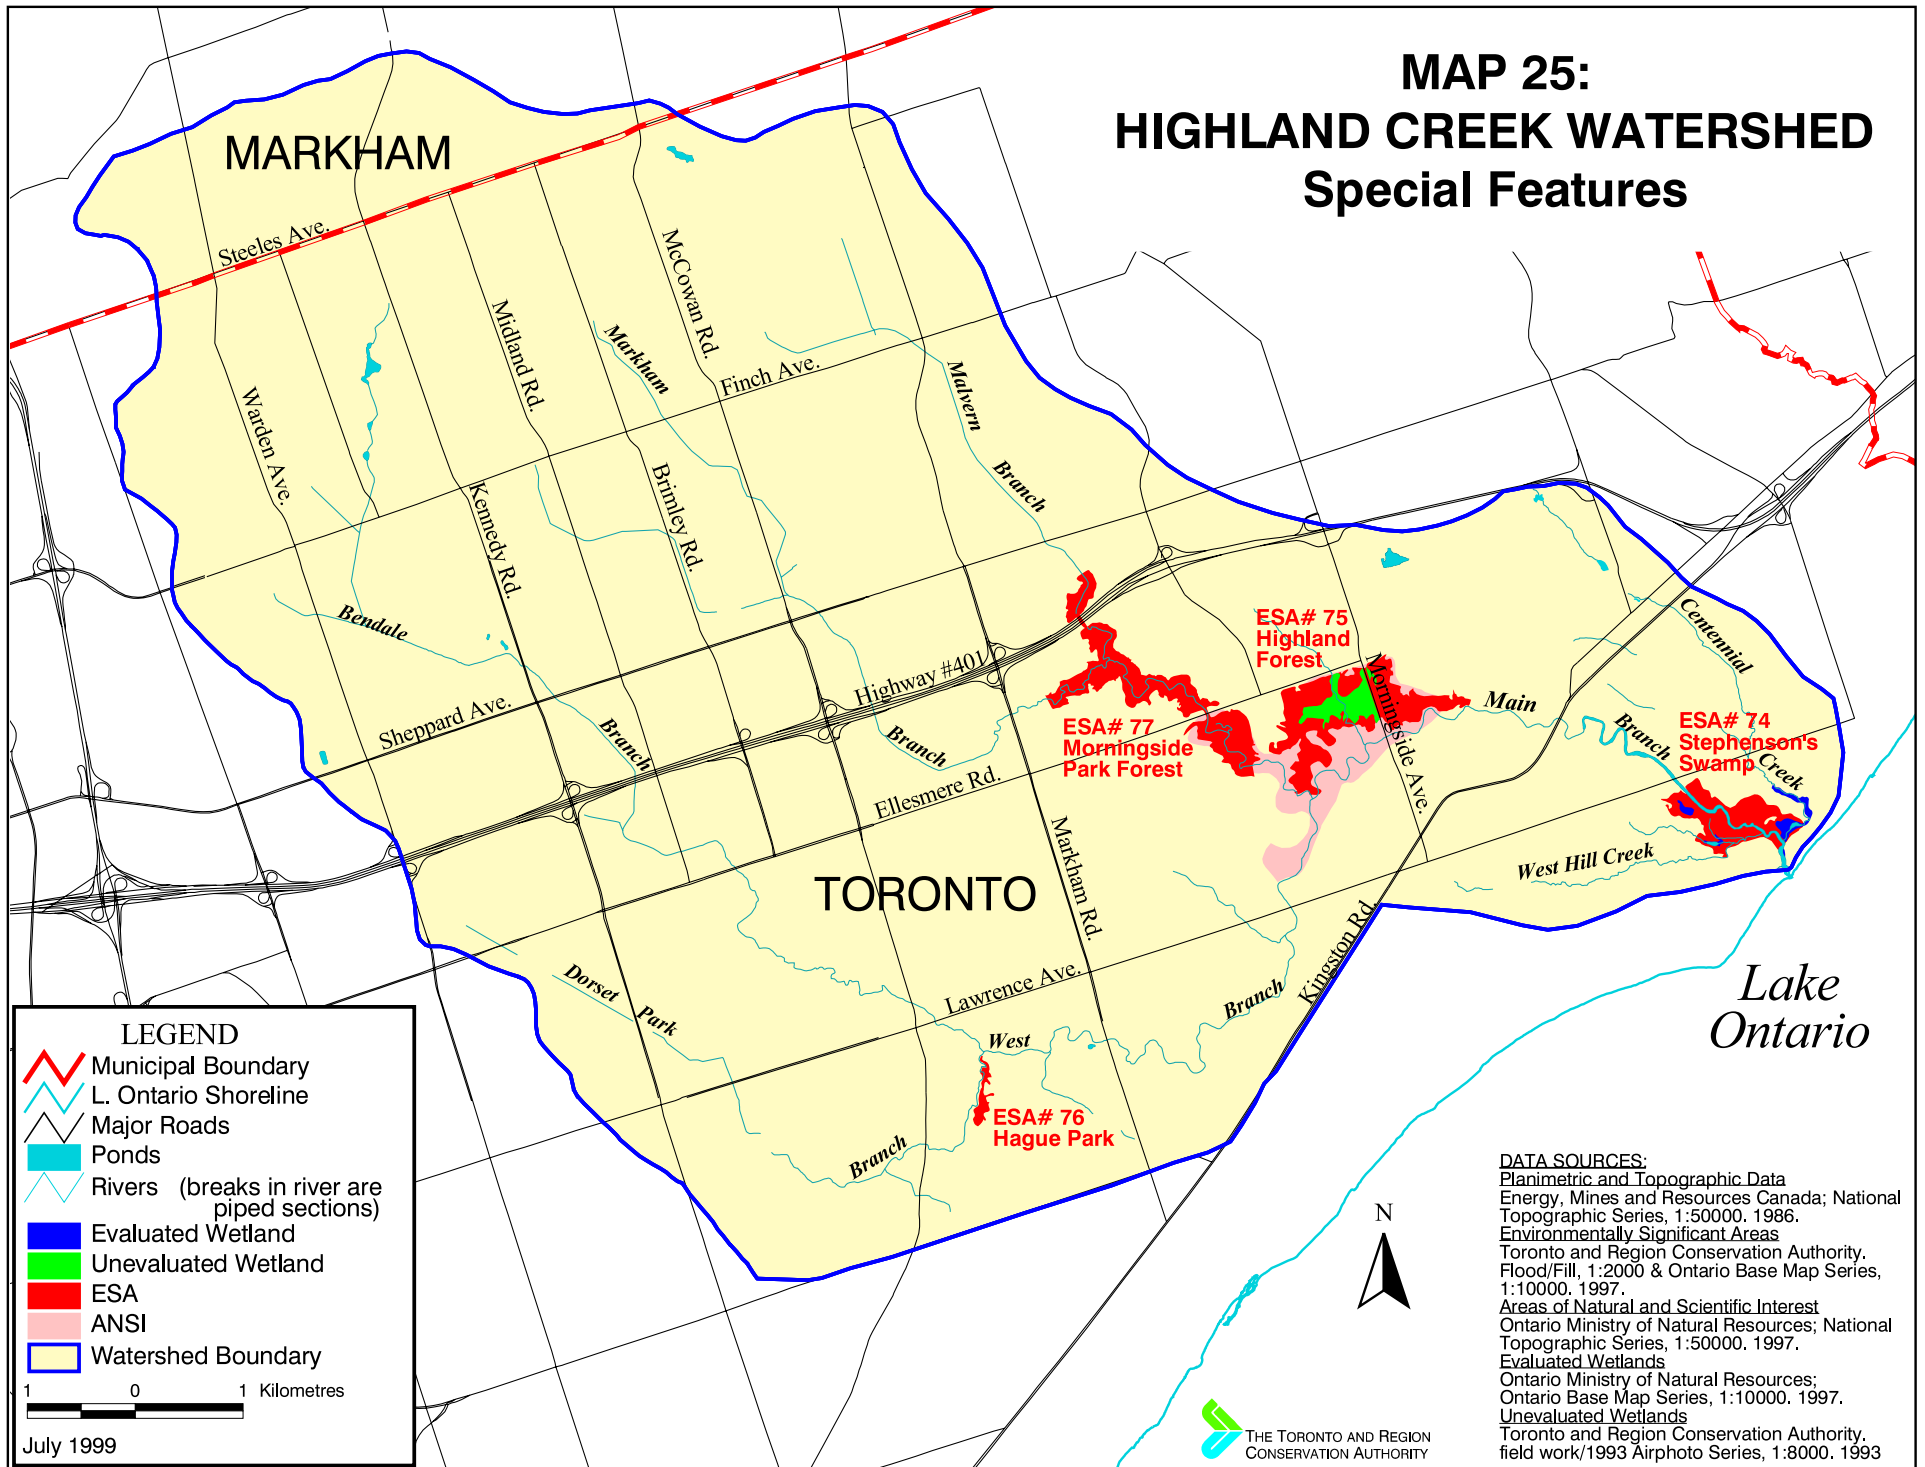 MAP 25:
HIGHLAND CREEK WATERSHED
Special Features
MARKHAM
Steeles Ave.
McCowan Rd.
Midland Rd.
Markham
Finch Ave.
Malvern
Warden Ave.
Branch
Kennedy Rd.
Brimley Rd.
Bendale
ESA# 75
Highland
Forest
Centennial
Highway #401
Morningside Ave.
Main
Sheppard Ave.
Branch
Branch
ESA# 77
Morningside
Park Forest
Branch
ESA# 74
Stephenson's
Swamp
Creek
Ellesmere Rd.
Markham Rd.
West Hill Creek
TORONTO
Kingston Rd.
Dorset
Park
Lawrence Ave.
Branch
West
Lake
Ontario
ESA# 76
Hague Park
Branch
LEGEND
Municipal Boundary
L. Ontario Shoreline
Major Roads
Ponds
Rivers (breaks in river are
piped sections)
Evaluated Wetland
Unevaluated Wetland
ESA
ANSI
Watershed Boundary
1 0 1 Kilometres
July 1999
N
THE TORONTO AND REGION
CONSERVATION AUTHORITY
DATA SOURCES:
Planimetric and Topographic Data
Energy, Mines and Resources Canada; National
Topographic Series, 1:50000. 1986.
Environmentally Significant Areas
Toronto and Region Conservation Authority.
Flood/Fill, 1:2000 & Ontario Base Map Series,
1:10000. 1997.
Areas of Natural and Scientific Interest
Ontario Ministry of Natural Resources; National
Topographic Series, 1:50000. 1997.
Evaluated Wetlands
Ontario Ministry of Natural Resources;
Ontario Base Map Series, 1:10000. 1997.
Unevaluated Wetlands
Toronto and Region Conservation Authority.
field work/1993 Airphoto Series, 1:8000. 1993